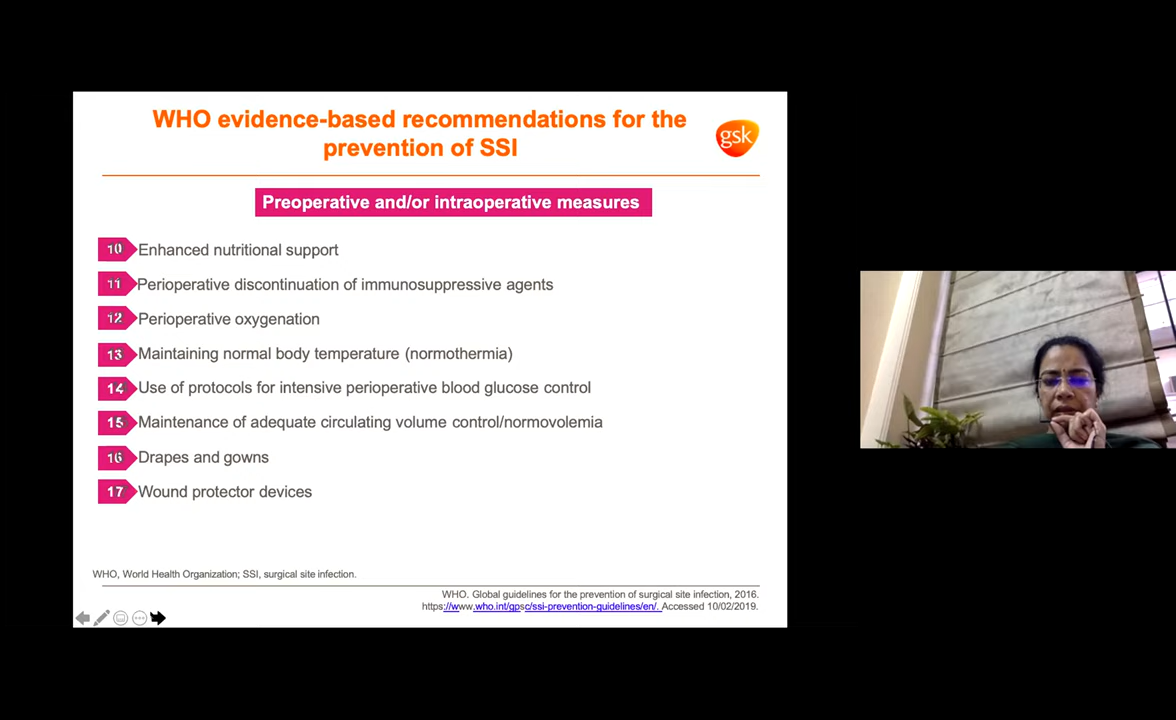 WHO evidence-based recommendations for the
prevention of SSI
gsk
Preoperative and/or intraoperative measures
10 Enhanced nutritional support
11 Perioperative discontinuation of immunosuppressive agents
12 Perioperative oxygenation
13 Maintaining normal body temperature (normothermia)
14 Use of protocols for intensive perioperative blood glucose control
15 Maintenance of adequate circulating volume control/normovolemia
16 Drapes and gowns
17 Wound protector devices
WHO, World Health Organization; SSI, surgical site infection.
WHO. Global guidelines for the prevention of surgical site infection, 2016.
https://www.who.int/gpsc/ssi-prevention-guidelines/en/. Accessed 10/02/2019.